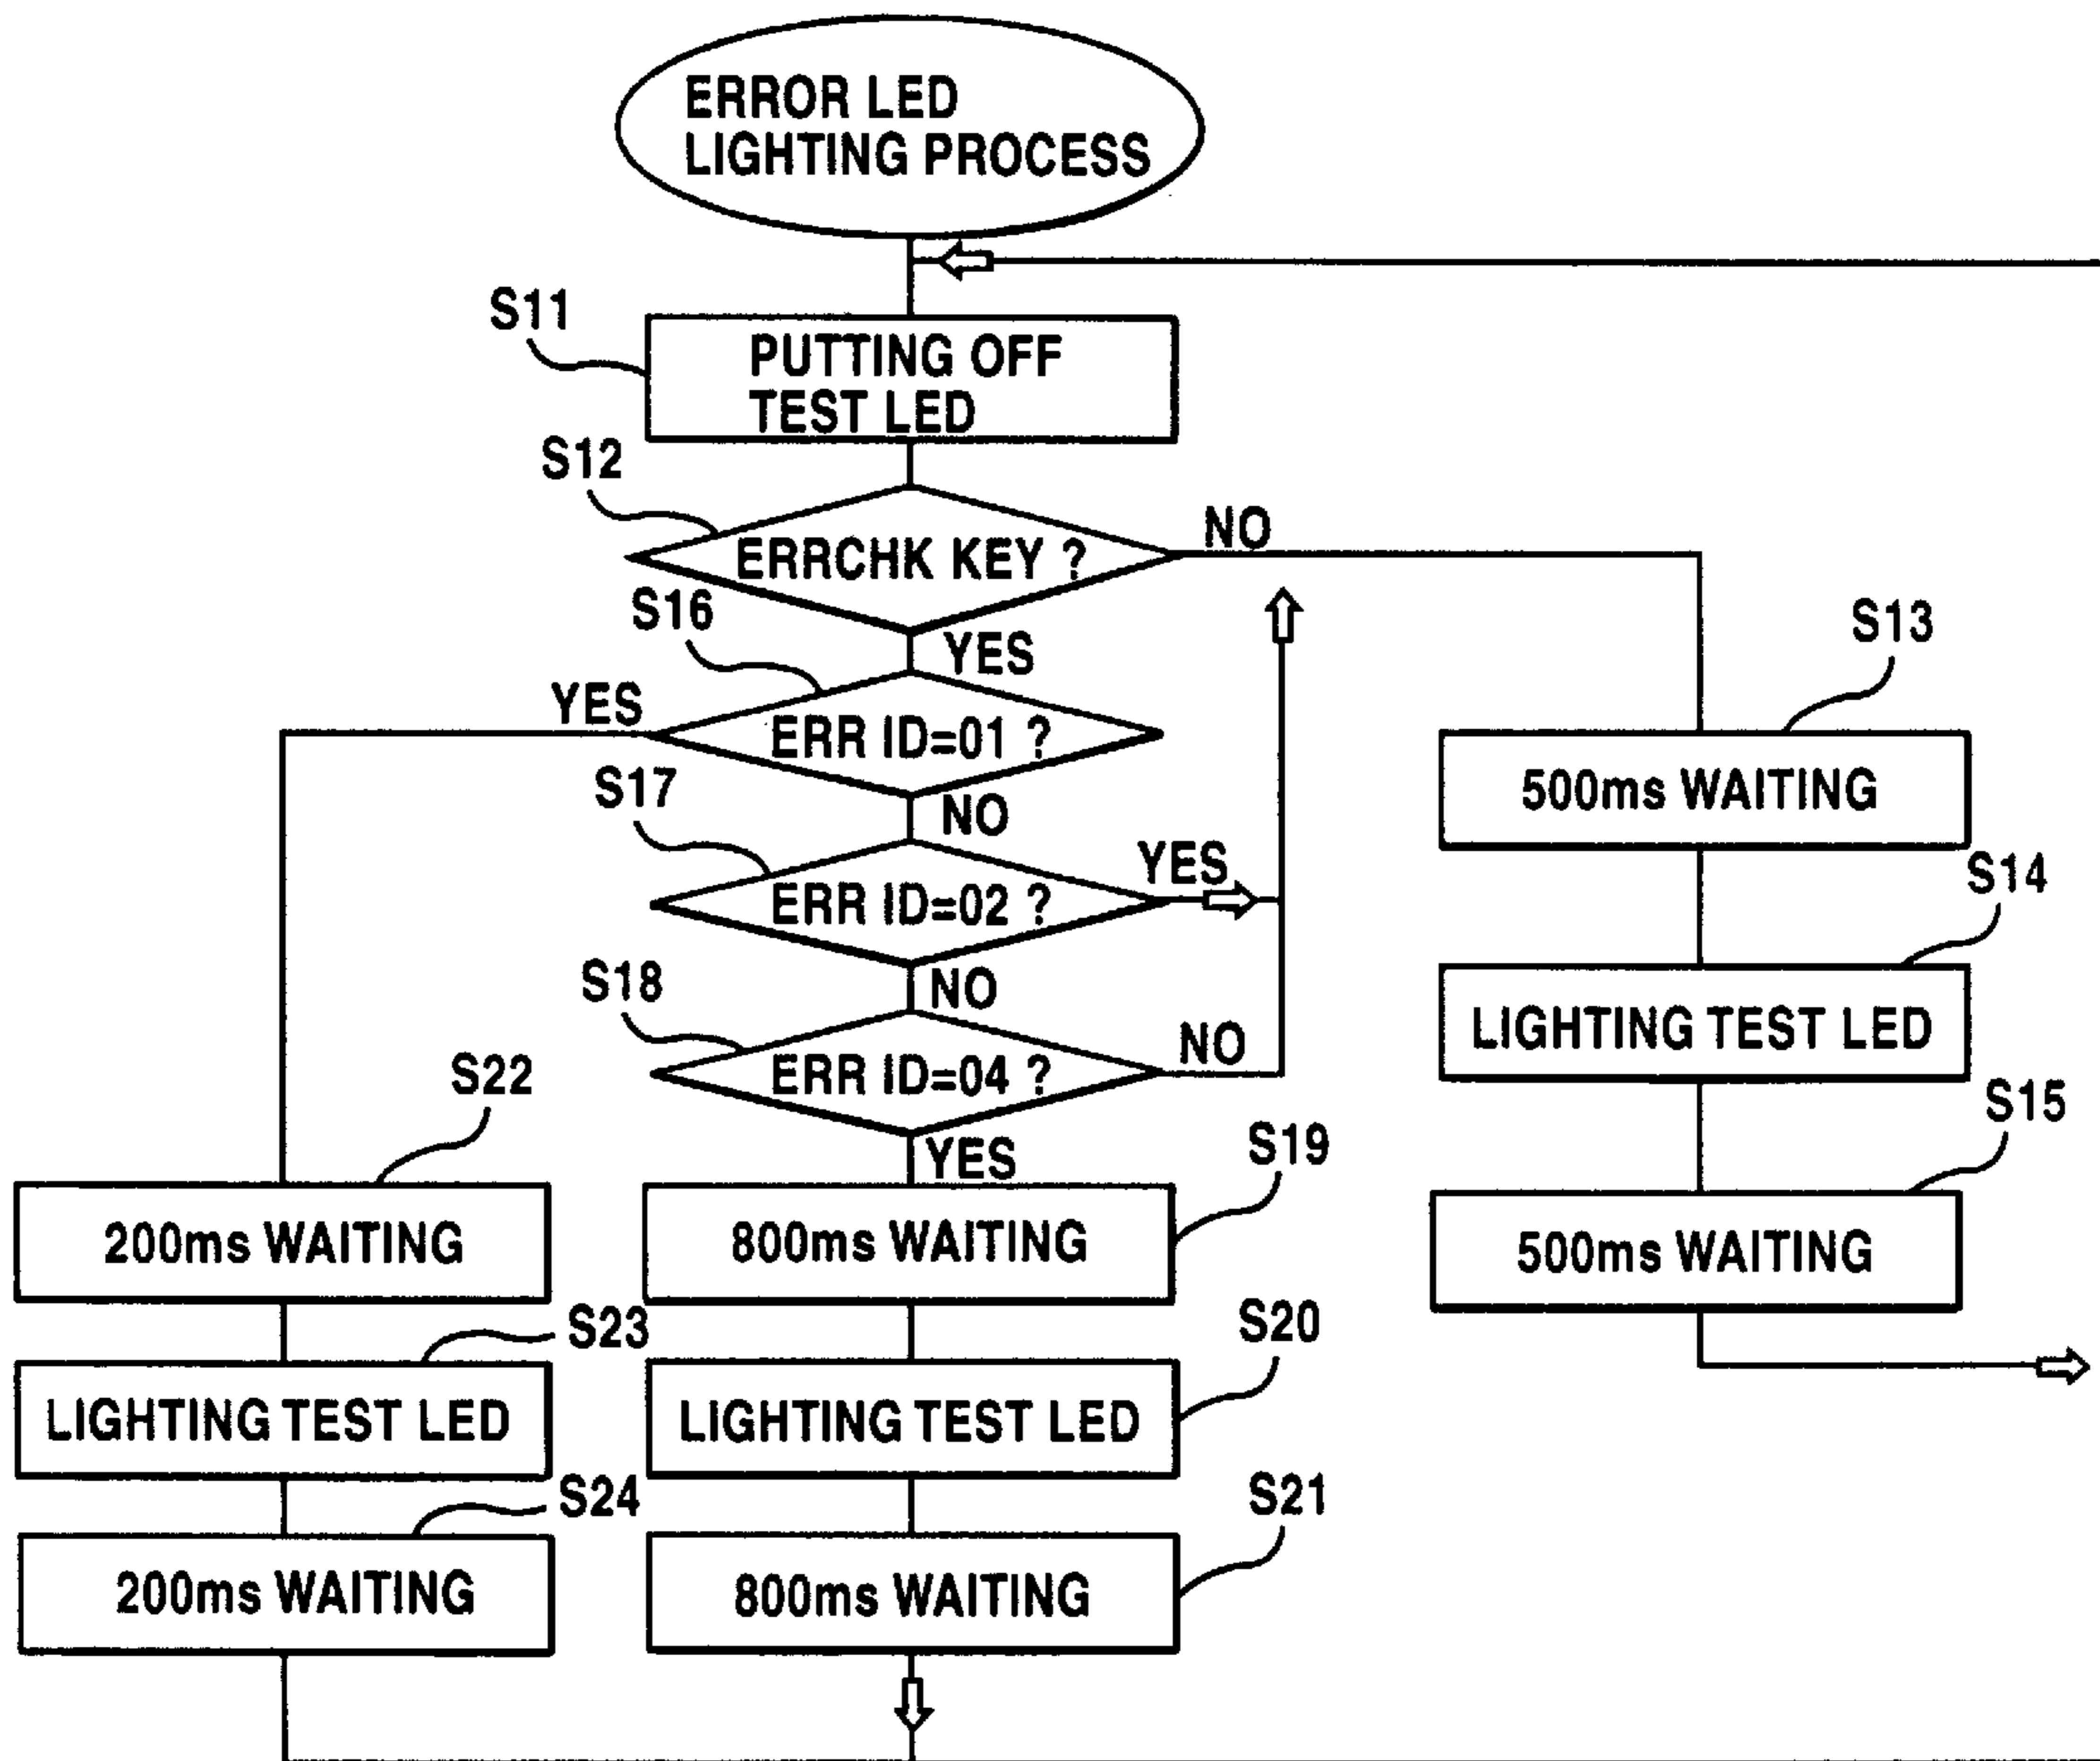 ERROR LED
LIGHTING PROCESS
S11
PUTTING OFF
TEST LED
S12
ERRCHK KEY ?
NO
YES
S16
ERR ID=01 ?
YES
NO
S17
ERR ID=02 ?
YES
NO
S18
ERR ID=04 ?
NO
YES
S13
500ms WAITING
S14
LIGHTING TEST LED
S15
500ms WAITING
S22
200ms WAITING
S23
LIGHTING TEST LED
S24
200ms WAITING
S19
800ms WAITING
S20
LIGHTING TEST LED
S21
800ms WAITING